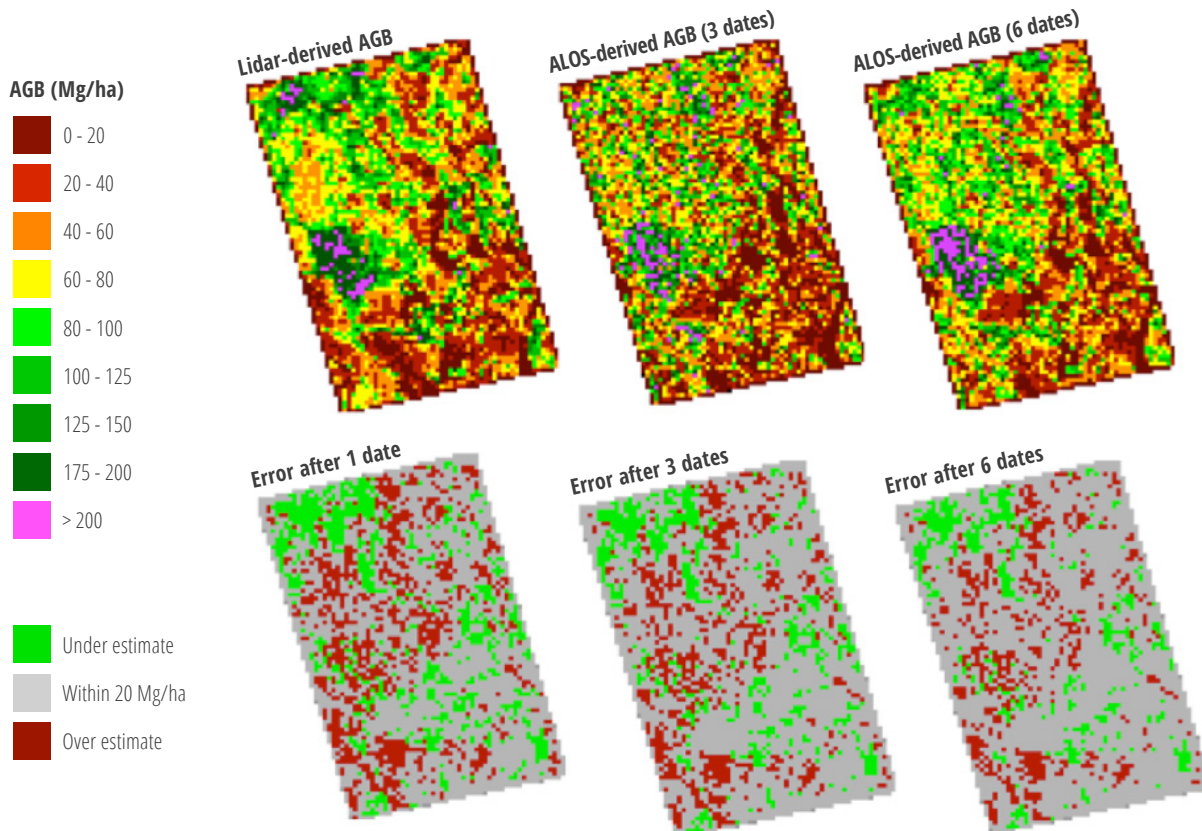 Lidar-derived AGB
ALOS-derived AGB (3 dates)
ALOS-derived AGB (6 dates)
AGB (Mg/ha)
0 - 20
20 - 40
40 - 60
60 - 80
80 - 100
100 - 125
125 - 150
175 - 200
> 200
Error after 1 date
Error after 3 dates
Error after 6 dates
Under estimate
Within 20 Mg/ha
Over estimate